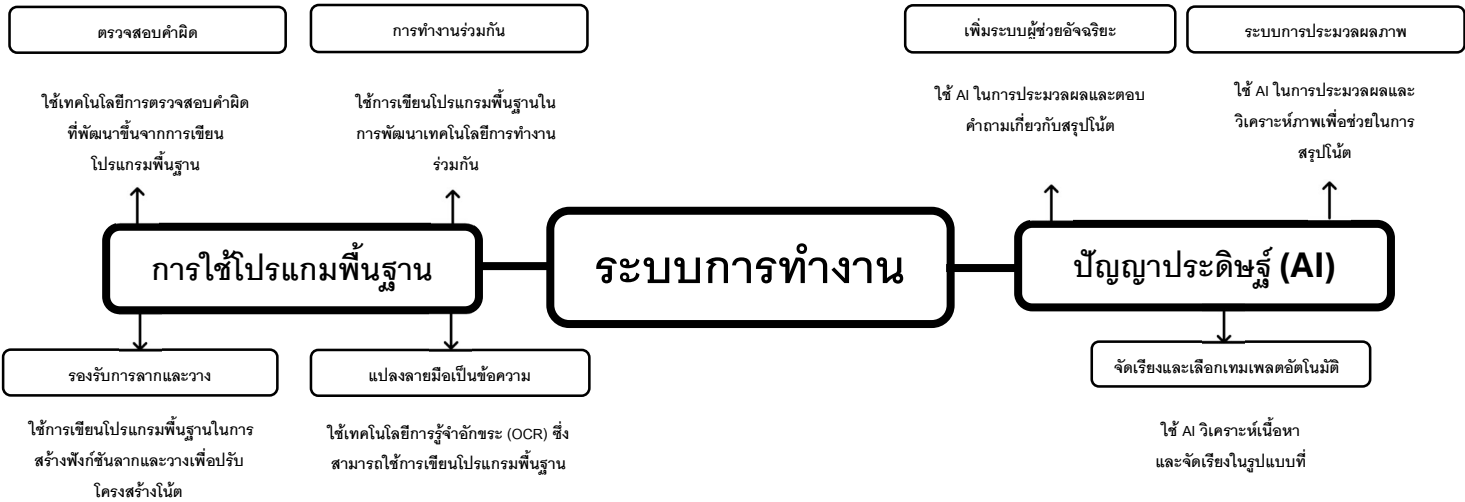 ตรวจสอบคำผิด
ใช้เทคโนโลยีการตรวจสอบคำผิด
ที่พัฒนาขึ้นจากการเขียน
โปรแกรมพื้นฐาน
การทำงานร่วมกัน
ใช้การเขียนโปรแกรมพื้นฐานใน
การพัฒนาเทคโนโลยีการทำงาน
ร่วมกัน
เพิ่มระบบผู้ช่วยอัจฉริยะ
ใช้ AI ในการประมวลผลและตอบ
คำถามเกี่ยวกับสรุปโน้ต
ระบบการประมวลผลภาพ
ใช้ AI ในการประมวลผลและ
วิเคราะห์ภาพเพื่อช่วยในการ
สรุปโน้ต
การใช้โปรแกมพื้นฐาน
ระบบการทำงาน
ปัญญาประดิษฐ์ (AI)
รองรับการลากและวาง
ใช้การเขียนโปรแกรมพื้นฐานในการ
สร้างฟังก์ชันลากและวางเพื่อปรับ
โครงสร้างโน้ต
แปลงลายมือเป็นข้อความ
ใช้เทคโนโลยีการรู้จำอักขระ (OCR) ซึ่ง
สามารถใช้การเขียนโปรแกรมพื้นฐาน
จัดเรียงและเลือกเทมเพลตอัตโนมัติ
ใช้ AI วิเคราะห์เนื้อหา
และจัดเรียงในรูปแบบที่